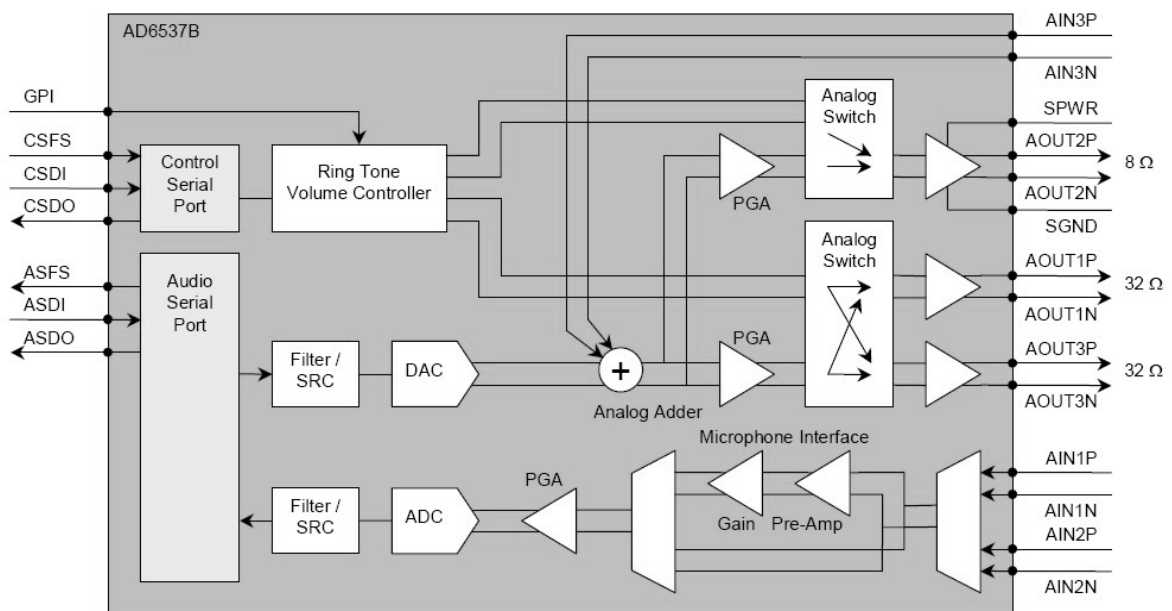 AD6537B
AIN3P
AIN3N
GPI
CSFS
CSDI
CSDO
Control
Serial
Port
Ring Tone
Volume Controller
Analog
Switch
PGA
SPWR
AOUT2P
8 Ω
AOUT2N
SGND
ASFS
ASDI
ASDO
Audio
Serial
Port
Analog
Switch
AOUT1P
32 Ω
AOUT1N
Filter /
SRC
DAC
+
Analog Adder
PGA
AOUT3P
32 Ω
AOUT3N
Microphone Interface
Gain
Pre-Amp
PGA
ADC
Filter /
SRC
AIN1P
AIN1N
AIN2P
AIN2N